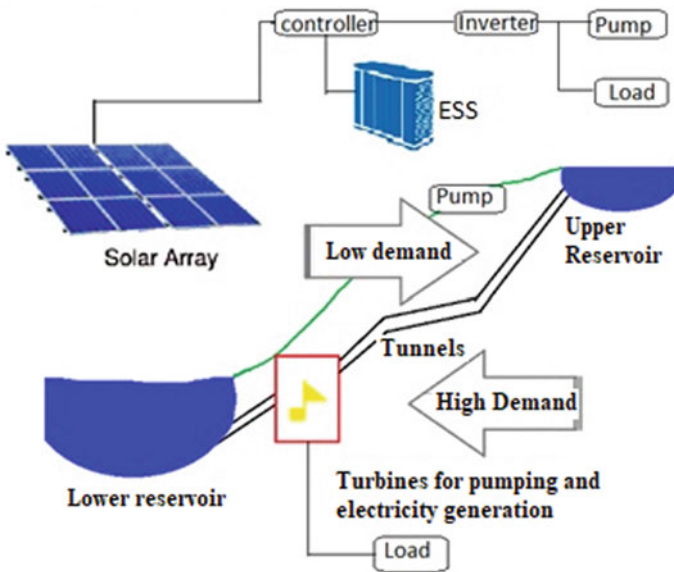 controller
Inverter
Pump
ESS
Load
Solar Array
Pump
Low demand
Upper
Reservoir
Tunnels
High Demand
Lower reservoir
Turbines for pumping and
electricity generation
Load